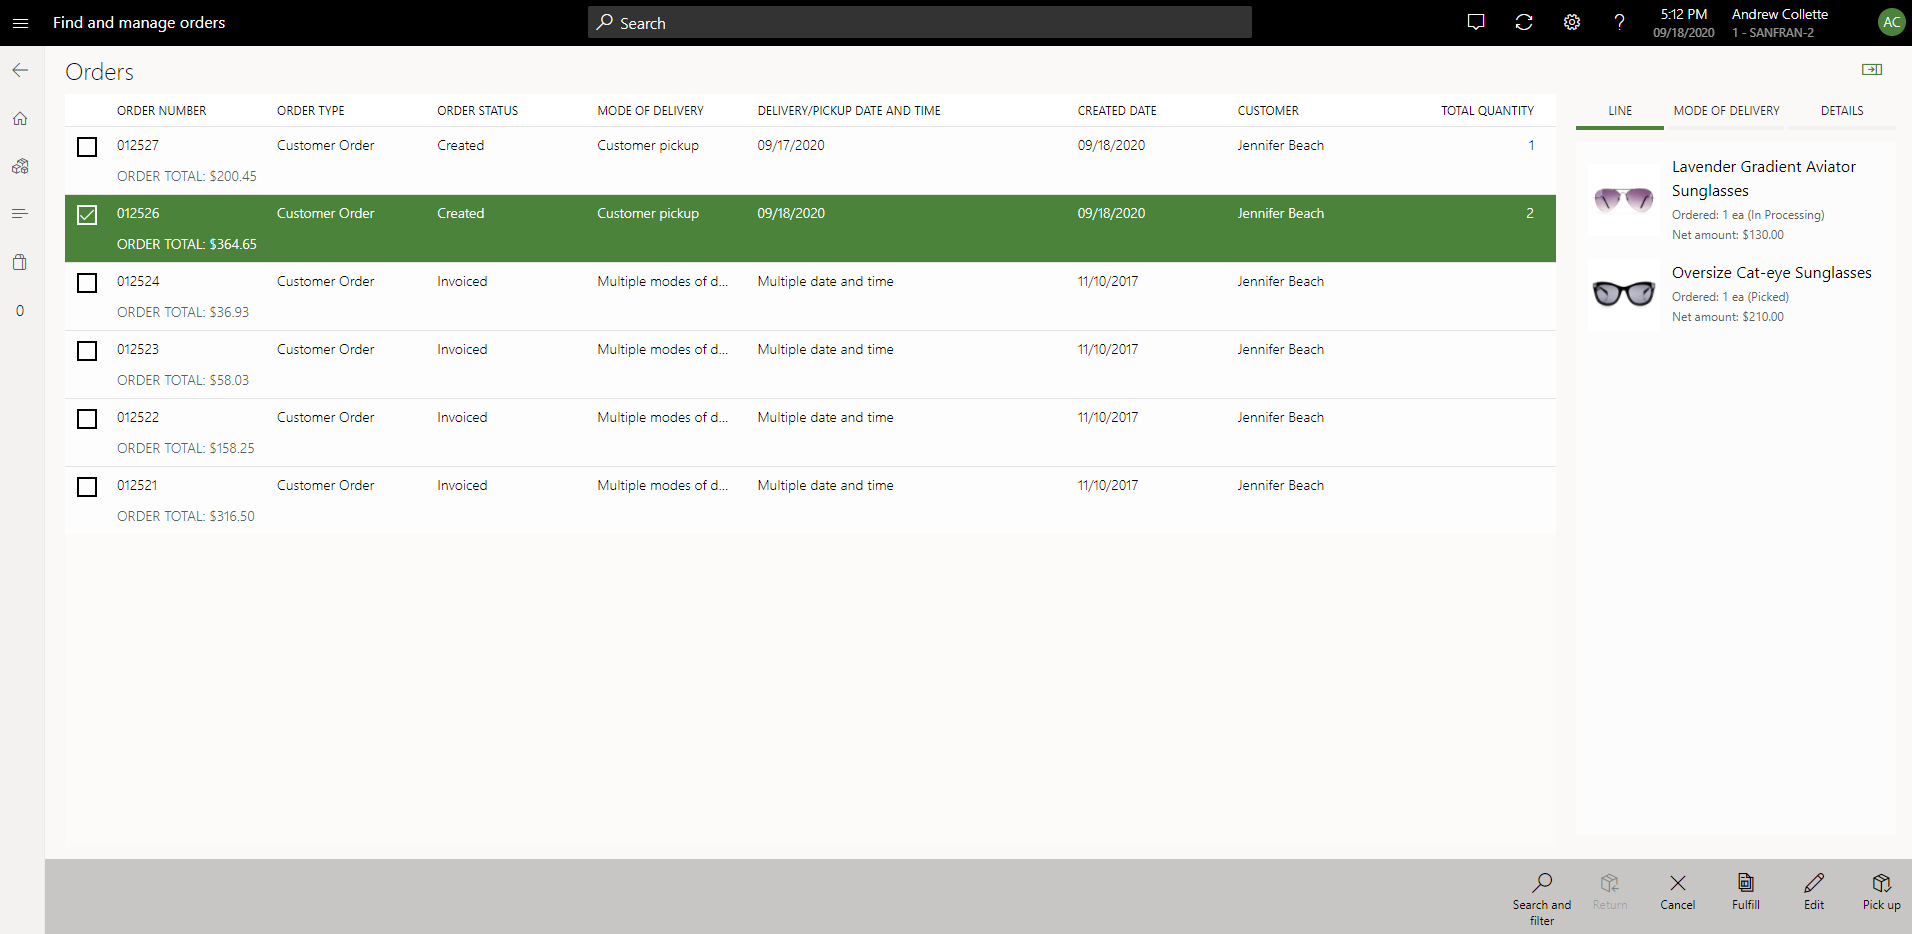 Find and manage orders
Search
5:12 PM
09/18/2020
Andrew Collette
1 - SANFRAN-2
AC
Orders
ORDER NUMBER ORDER TYPE ORDER STATUS MODE OF DELIVERY DELIVERY/PICKUP DATE AND TIME CREATED DATE CUSTOMER TOTAL QUANTITY
012527 Customer Order Created Customer pickup 09/17/2020 09/18/2020 Jennifer Beach 1
ORDER TOTAL: $200.45
012526 Customer Order Created Customer pickup 09/18/2020 09/18/2020 Jennifer Beach 2
ORDER TOTAL: $364.65
012524 Customer Order Invoiced Multiple modes of d... Multiple date and time 11/10/2017 Jennifer Beach
ORDER TOTAL: $36.93
012523 Customer Order Invoiced Multiple modes of d... Multiple date and time 11/10/2017 Jennifer Beach
ORDER TOTAL: $58.03
012522 Customer Order Invoiced Multiple modes of d... Multiple date and time 11/10/2017 Jennifer Beach
ORDER TOTAL: $158.25
012521 Customer Order Invoiced Multiple modes of d... Multiple date and time 11/10/2017 Jennifer Beach
ORDER TOTAL: $316.50
0
LINE MODE OF DELIVERY DETAILS
Lavender Gradient Aviator
Sunglasses
Ordered: 1 ea (In Processing)
Net amount: $130.00
Oversize Cat-eye Sunglasses
Ordered: 1 ea (Picked)
Net amount: $210.00
Search and
filter
Return
Cancel
Fulfill
Edit
Pick up